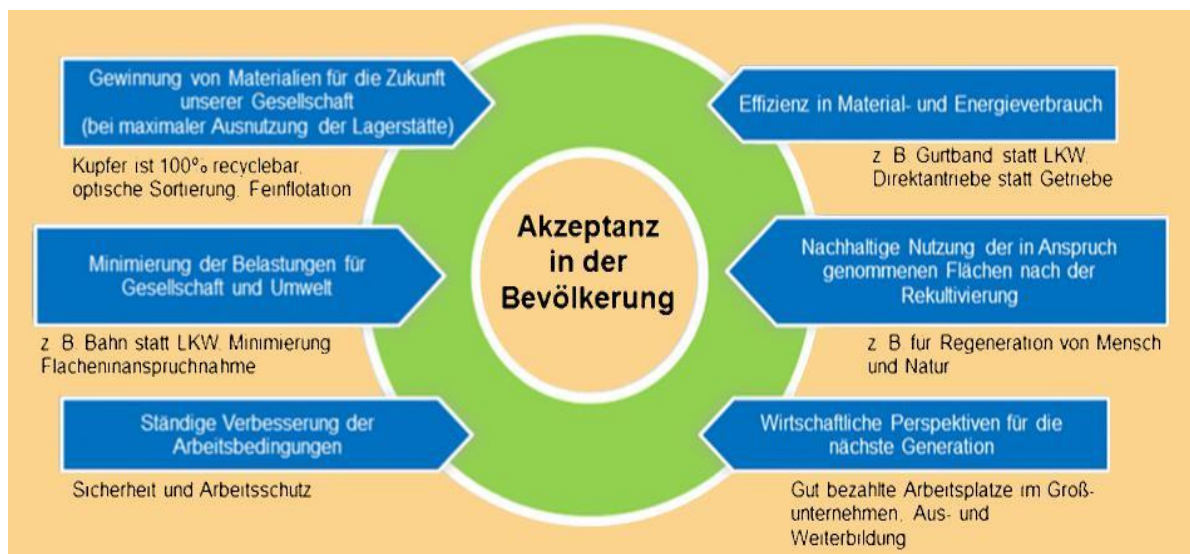 Gewinnung von Materialien für die Zukunft
unserer Gesellschaft
(bei maximaler Ausnutzung der Lagerstätte)
Kupfer ist 100% recyclebar,
optische Sortierung, Feinflotation
Minimierung der Belastungen für
Gesellschaft und Umwelt
z. B. Bahn statt LKW, Minimierung
Flächeninanspruchnahme
Ständige Verbesserung der
Arbeitsbedingungen
Sicherheit und Arbeitsschutz
Akzeptanz
in der
Bevölkerung
Effizienz in Material- und Energieverbrauch
z. B. Gurtband statt LKW,
Direktantriebe statt Getriebe
Nachhaltige Nutzung der in Anspruch
genommenen Flächen nach der
Rekultivierung
z. B. für Regeneration von Mensch
und Natur
Wirtschaftliche Perspektiven für die
nächste Generation
Gut bezahlte Arbeitsplätze im Groß-
unternehmen, Aus- und
Weiterbildung